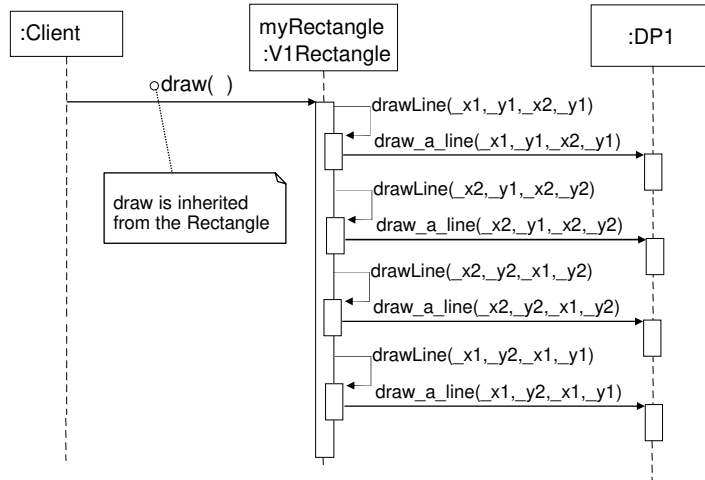 :Client
myRectangle
:V1Rectangle
:DP1
draw( )
drawLine(_x1,_y1,_x2,_y1)
draw_a_line(_x1,_y1,_x2,_y1)
draw is inherited
from the Rectangle
drawLine(_x2,_y1,_x2,_y2)
draw_a_line(_x2,_y1,_x2,_y2)
drawLine(_x2,_y2,_x1,_y2)
draw_a_line(_x2,_y2,_x1,_y2)
drawLine(_x1,_y2,_x1,_y1)
draw_a_line(_x1,_y2,_x1,_y1)